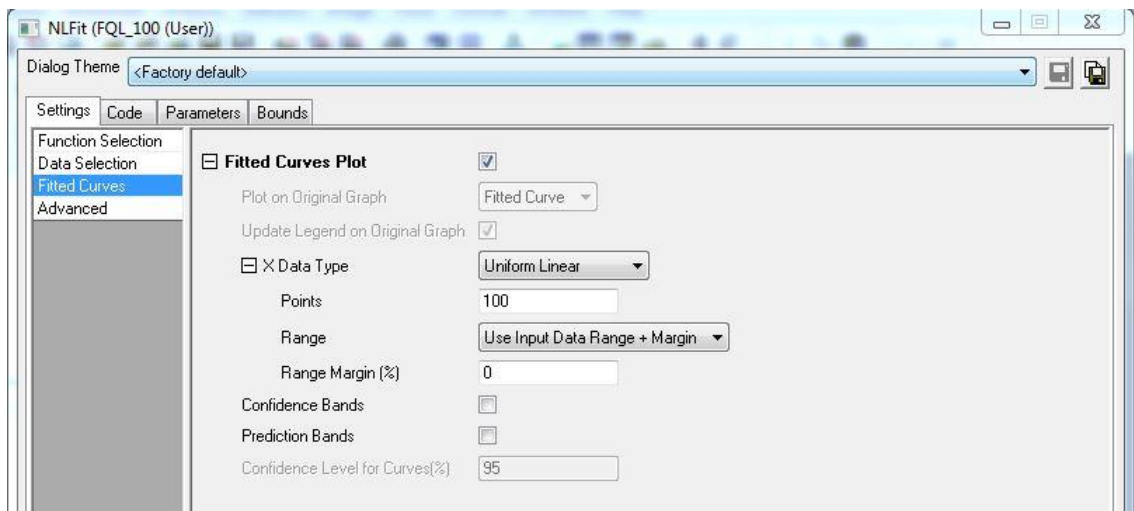 NLFit (FQL_100 (User))
Dialog Theme <Factory default>
Settings Code Parameters Bounds
Function Selection
Data Selection
Fitted Curves
Advanced
Fitted Curves Plot
Plot on Original Graph Fitted Curve
Update Legend on Original Graph
X Data Type Uniform Linear
Points 100
Range Use Input Data Range + Margin
Range Margin (%) 0
Confidence Bands
Prediction Bands
Confidence Level for Curves(%) 95